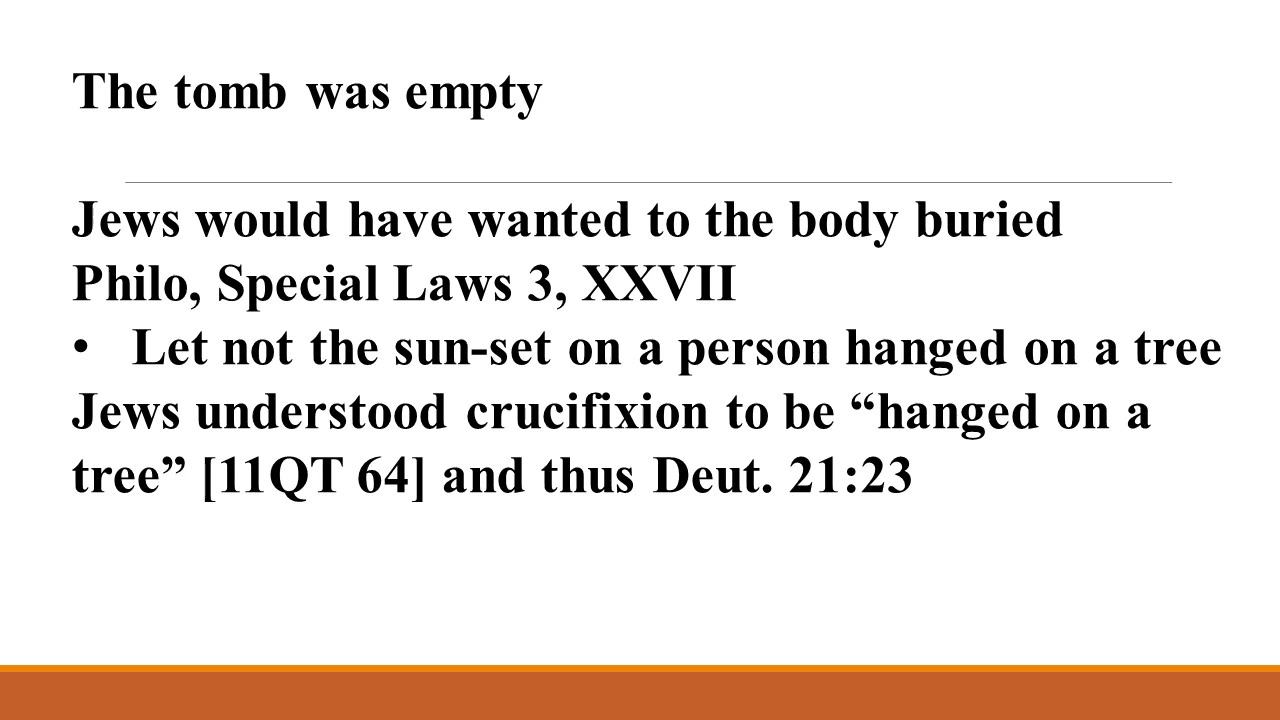 The tomb was empty
Jews would have wanted to the body buried
Philo, Special Laws 3, XXVII
• Let not the sun-set on a person hanged on a tree
Jews understood crucifixion to be “hanged on a
tree” [11QT 64] and thus Deut. 21:23